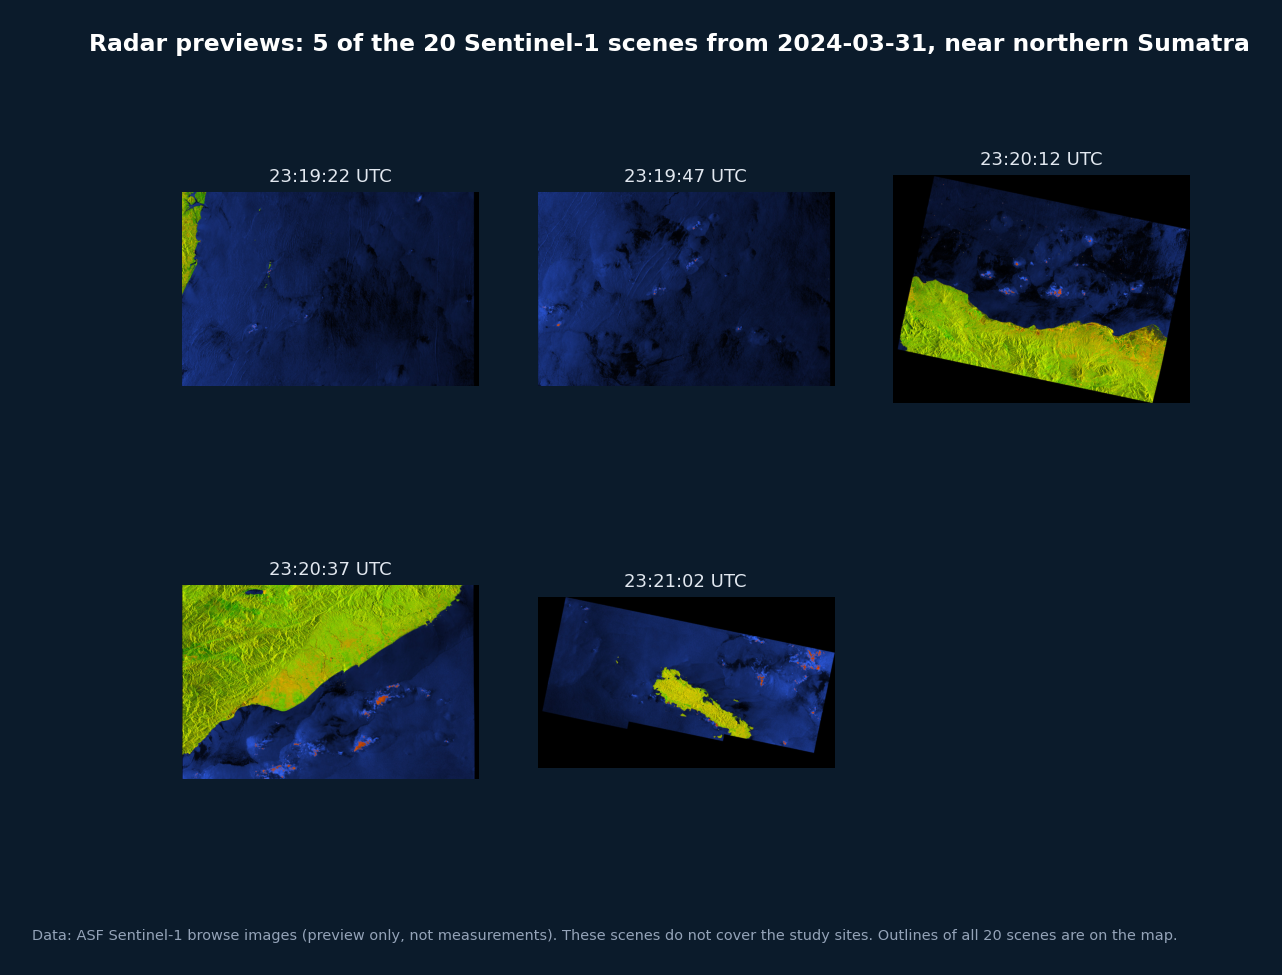 Radar previews: 5 of the 20 Sentinel-1 scenes from 2024-03-31, near northern Sumatra
23:19:22 UTC
23:19:47 UTC
23:20:12 UTC
23:20:37 UTC
23:21:02 UTC
Data: ASF Sentinel-1 browse images (preview only, not measurements). These scenes do not cover the study sites. Outlines of all 20 scenes are on the map.